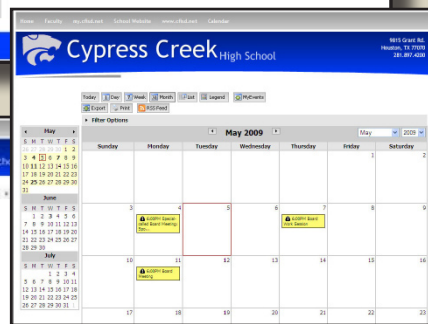 Home Faculty my.cfisd.net School Website www.cfisd.net Calendar
Cypress Creek High School
9815 Grant Rd.
Houston, TX 77070
281.897.4200
Today Day Week Month List Legend MyEvents
Export Print RSS Feed
Filter Options
May 2009
May 2009
Sunday Monday Tuesday Wednesday Thursday Friday Saturday
1 2
3 4 5 6 7 8 9
6:00PM Special-called Board Meeting:
6:00PM Board Work Session
10 11 12 13 14 15 16
6:00PM Board Meeting
17 18 19 20 21 22 23
May
S M T W T F S
26 27 28 29 30 1 2
3 4 5 6 7 8 9
10 11 12 13 14 15 16
17 18 19 20 21 22 23
24 25 26 27 28 29 30
31
June
S M T W T F S
1 2 3 4 5 6
7 8 9 10 11 12 13
14 15 16 17 18 19 20
21 22 23 24 25 26 27
28 29 30
July
S M T W T F S
1 2 3 4
5 6 7 8 9 10 11
12 13 14 15 16 17 18
19 20 21 22 23 24 25
26 27 28 29 30 31